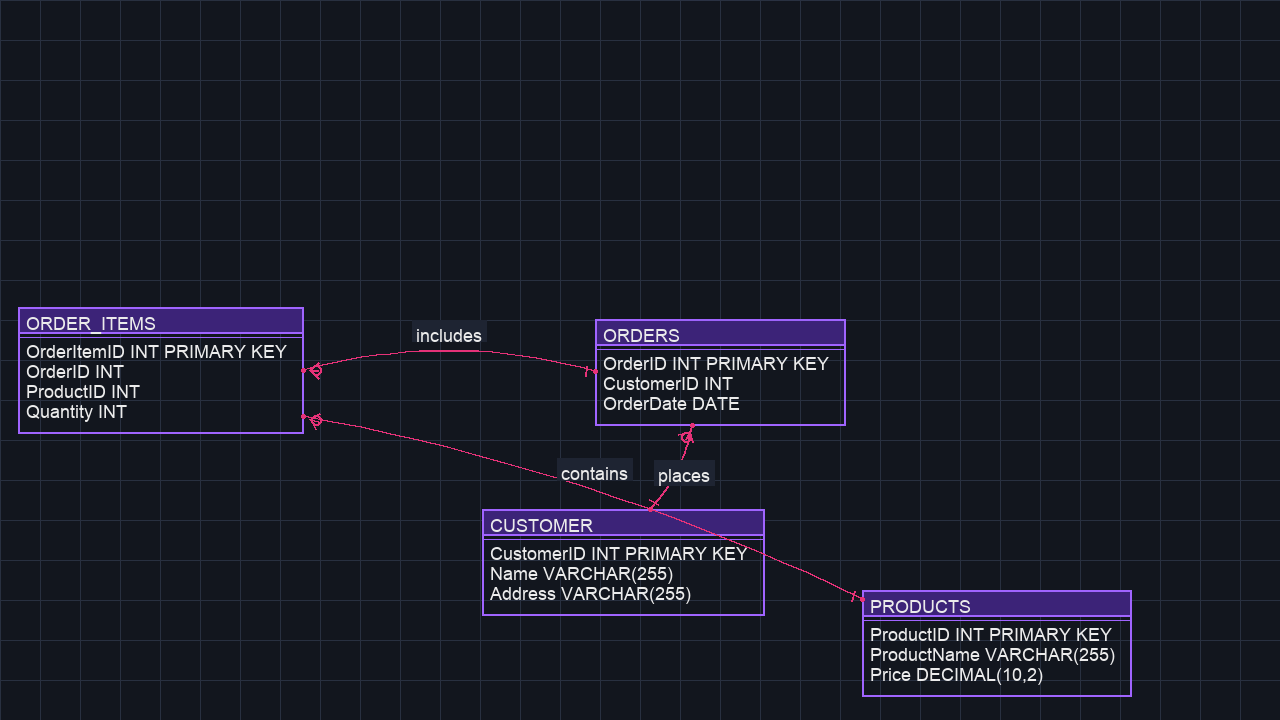 ORDER_ITEMS
OrderItemID INT PRIMARY KEY
OrderID INT
ProductID INT
Quantity INT
includes
ORDERS
OrderID INT PRIMARY KEY
CustomerID INT
OrderDate DATE
contains
places
CUSTOMER
CustomerID INT PRIMARY KEY
Name VARCHAR(255)
Address VARCHAR(255)
PRODUCTS
ProductID INT PRIMARY KEY
ProductName VARCHAR(255)
Price DECIMAL(10,2)